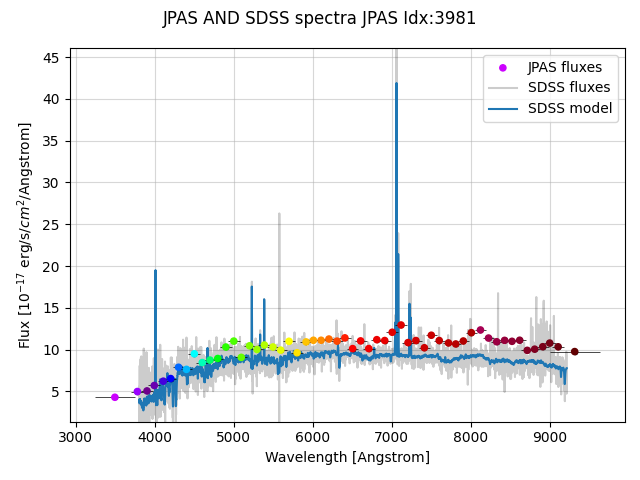 JPAS AND SDSS spectra JPAS Idx:3981
JPAS fluxes
SDSS fluxes
SDSS model
Flux [10⁻¹⁷ erg/s/cm²/Angstrom]
45
40
35
30
25
20
15
10
5
3000 4000 5000 6000 7000 8000 9000
Wavelength [Angstrom]